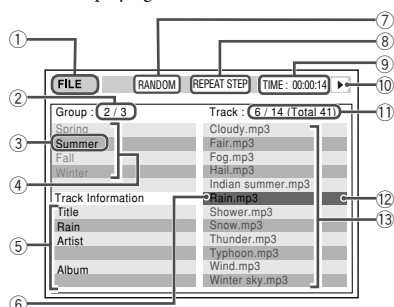 ⑦
① ⑧
⑨
FILE RANDOM REPEAT STEP TIME : 00:00:14
⑩
②
Group : 2 / 3 Track : 6 / 14 (Total 41)
⑪
Spring Cloudy.mp3
③ Summer Fair.mp3
Fall Fog.mp3
Winter Hail.mp3
④ Indian summer.mp3
Track Information Rain.mp3
⑫
Title Shower.mp3
⑬
Rain Snow.mp3
Artist Thunder.mp3
⑤ Typhoon.mp3
Album Wind.mp3
Winter sky.mp3
⑥